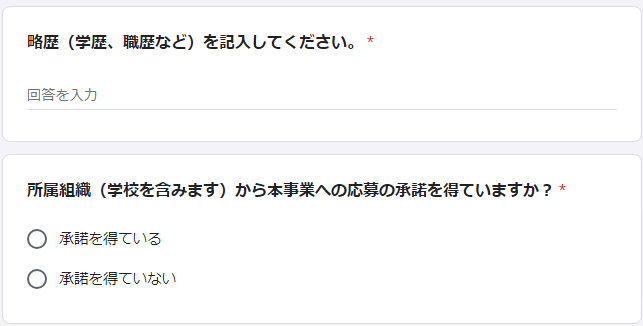 略歴（学歴、職歴など）を記入してください。 *
回答を入力
所属組織（学校を含みます）から本事業への応募の承諾を得ていますか？ *
承諾を得ている
承諾を得ていない